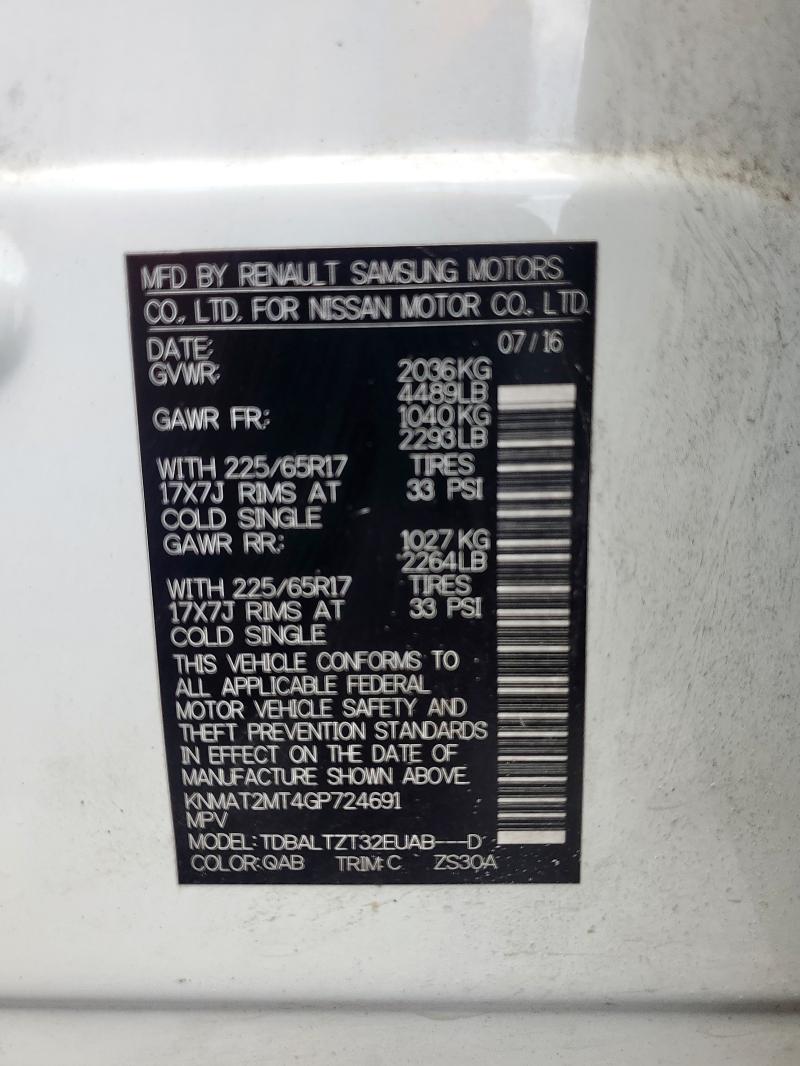 MFD BY RENAULT SAMSUNG MOTORS
CO., LTD. FOR NISSAN MOTOR CO., LTD.
DATE: 07/16
GVWR: 2036KG
4489LB
GAWR FR: 1040KG
2293LB
WITH 225/65R17 TIRES
17X7J RIMS AT 33 PSI
COLD SINGLE
GAWR RR: 1027KG
2264LB
WITH 225/65R17 TIRES
17X7J RIMS AT 33 PSI
COLD SINGLE
THIS VEHICLE CONFORMS TO
ALL APPLICABLE FEDERAL
MOTOR VEHICLE SAFETY AND
THEFT PREVENTION STANDARDS
IN EFFECT ON THE DATE OF
MANUFACTURE SHOWN ABOVE.
KNMAT2MT4GP724691
MPV
MODEL: TDBALTZT32EUAB---D
COLOR: QAB TRIM: C ZS30A